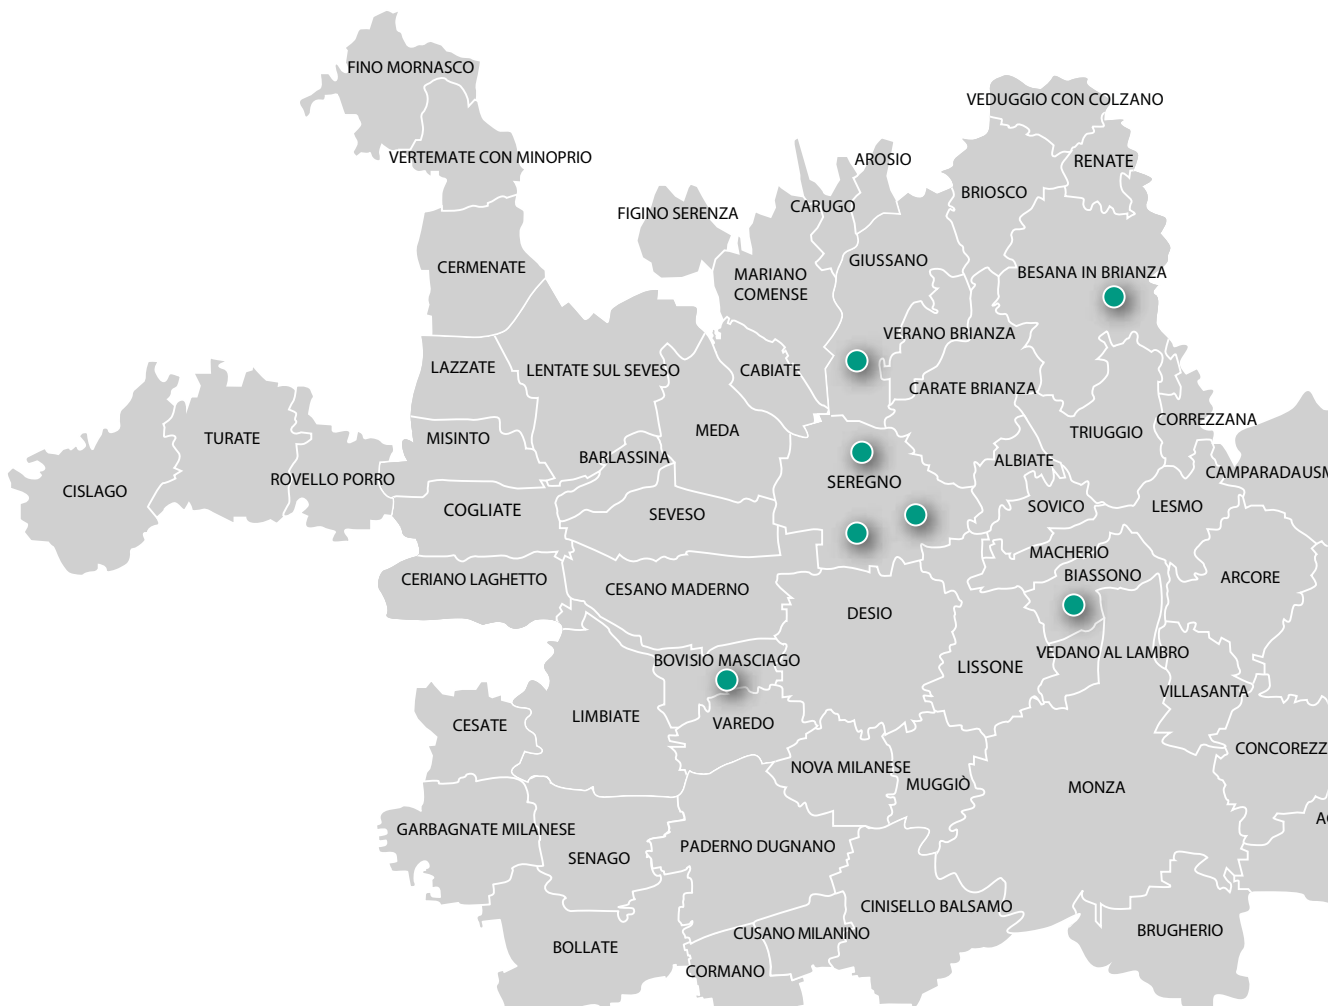 FINO MORNASCO
VEDUGGIO CON COLZANO
VERTEMATE CON MINOPRIO
AROSIO
RENATE
BRIOSCO
CARUGO
FIGINO SERENZA
GIUSSANO
CERMENATE
MARIANO
COMENSE
BESANA IN BRIANZA
VERANO BRIANZA
LAZZATE
LENTATE SUL SEVESO
CABIATE
CARATE BRIANZA
CORREZZANA
TURATE
MISINTO
MEDA
TRIUGGIO
BARLASSINA
ALBIATE
CAMPARADAUSM
ROVELLO PORRO
SEREGNO
CISLAGO
COGLIATE
SEVESO
SOVICO
LESMO
MACHERIO
CERIANO LAGHETTO
CESANO MADERNO
BIASSONO
ARCORE
DESIO
BOVISIO MASCIAGO
LISSONE
VEDANO AL LAMBRO
VILLASANTA
CESATE
LIMBIATE
VAREDO
CONCOREZZ
NOVA MILANESE
MUGGIÒ
MONZA
GARBAGNATE MILANESE
SENAGO
PADERNO DUGNANO
CINISELLO BALSAMO
BOLLATE
CUSANO MILANINO
BRUGHERIO
CORMANO